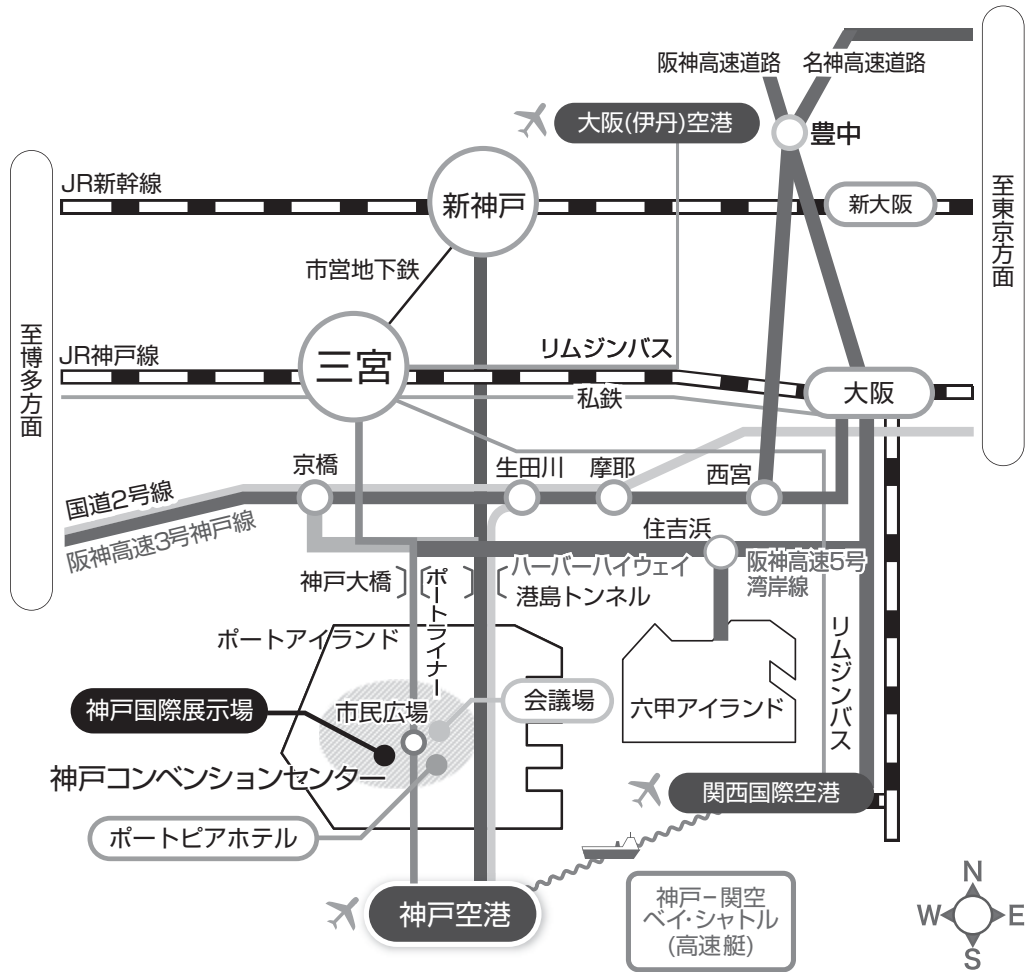 阪神高速道路
名神高速道路
大阪(伊丹)空港
豊中
至博多方面
至東京方面
JR新幹線
新神戸
新大阪
市営地下鉄
JR神戸線
三宮
リムジンバス
私鉄
大阪
京橋
生田川
摩耶
西宮
国道2号線
阪神高速3号神戸線
住吉浜
神戸大橋
ポートライナー
ハーバーハイウェイ
港島トンネル
阪神高速5号
湾岸線
リムジンバス
ポートアイランド
神戸国際展示場
市民広場
会議場
六甲アイランド
神戸コンベンションセンター
関西国際空港
ポートピアホテル
神戸空港
神戸-関空
ベイ・シャトル
(高速艇)
N
W
E
S